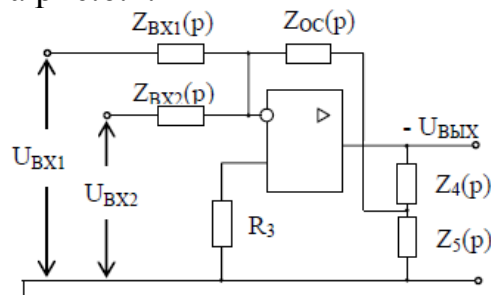 Z_ВХ1(p)
Z_ОС(p)
Z_ВХ2(p)
- U_ВЫХ
U_ВХ1
Z_4(p)
U_ВХ2
R_3
Z_5(p)